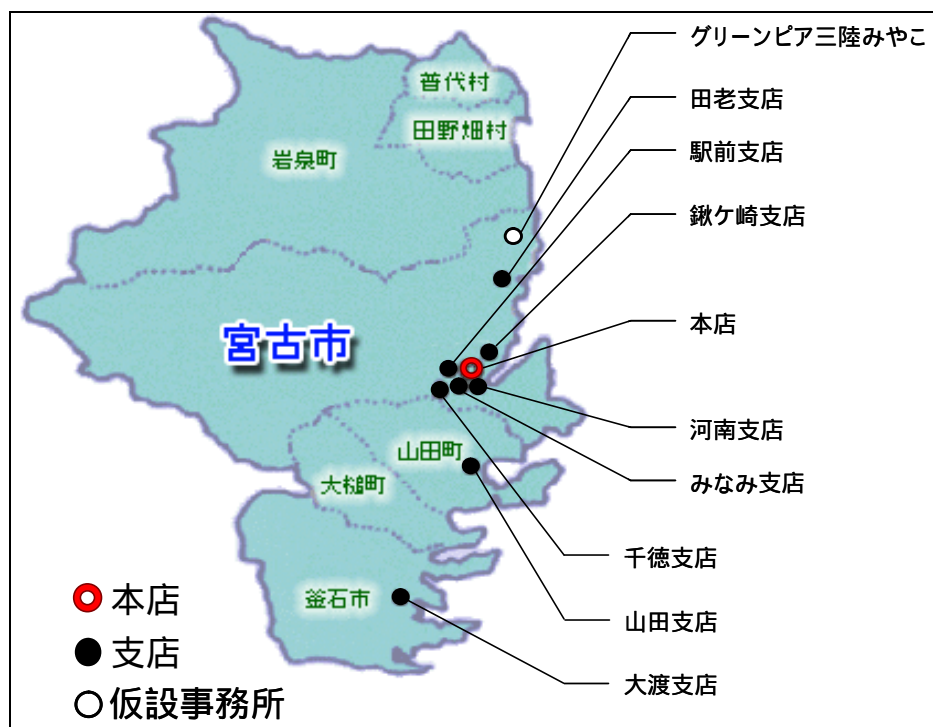 グリーンピア三陸みやこ
普代村
田老支店
田野畑村
駅前支店
岩泉町
鍬ケ崎支店
本店
宮古市
河南支店
山田町
みなみ支店
大槌町
千徳支店
釜石市
本店
山田支店
支店
大渡支店
仮設事務所